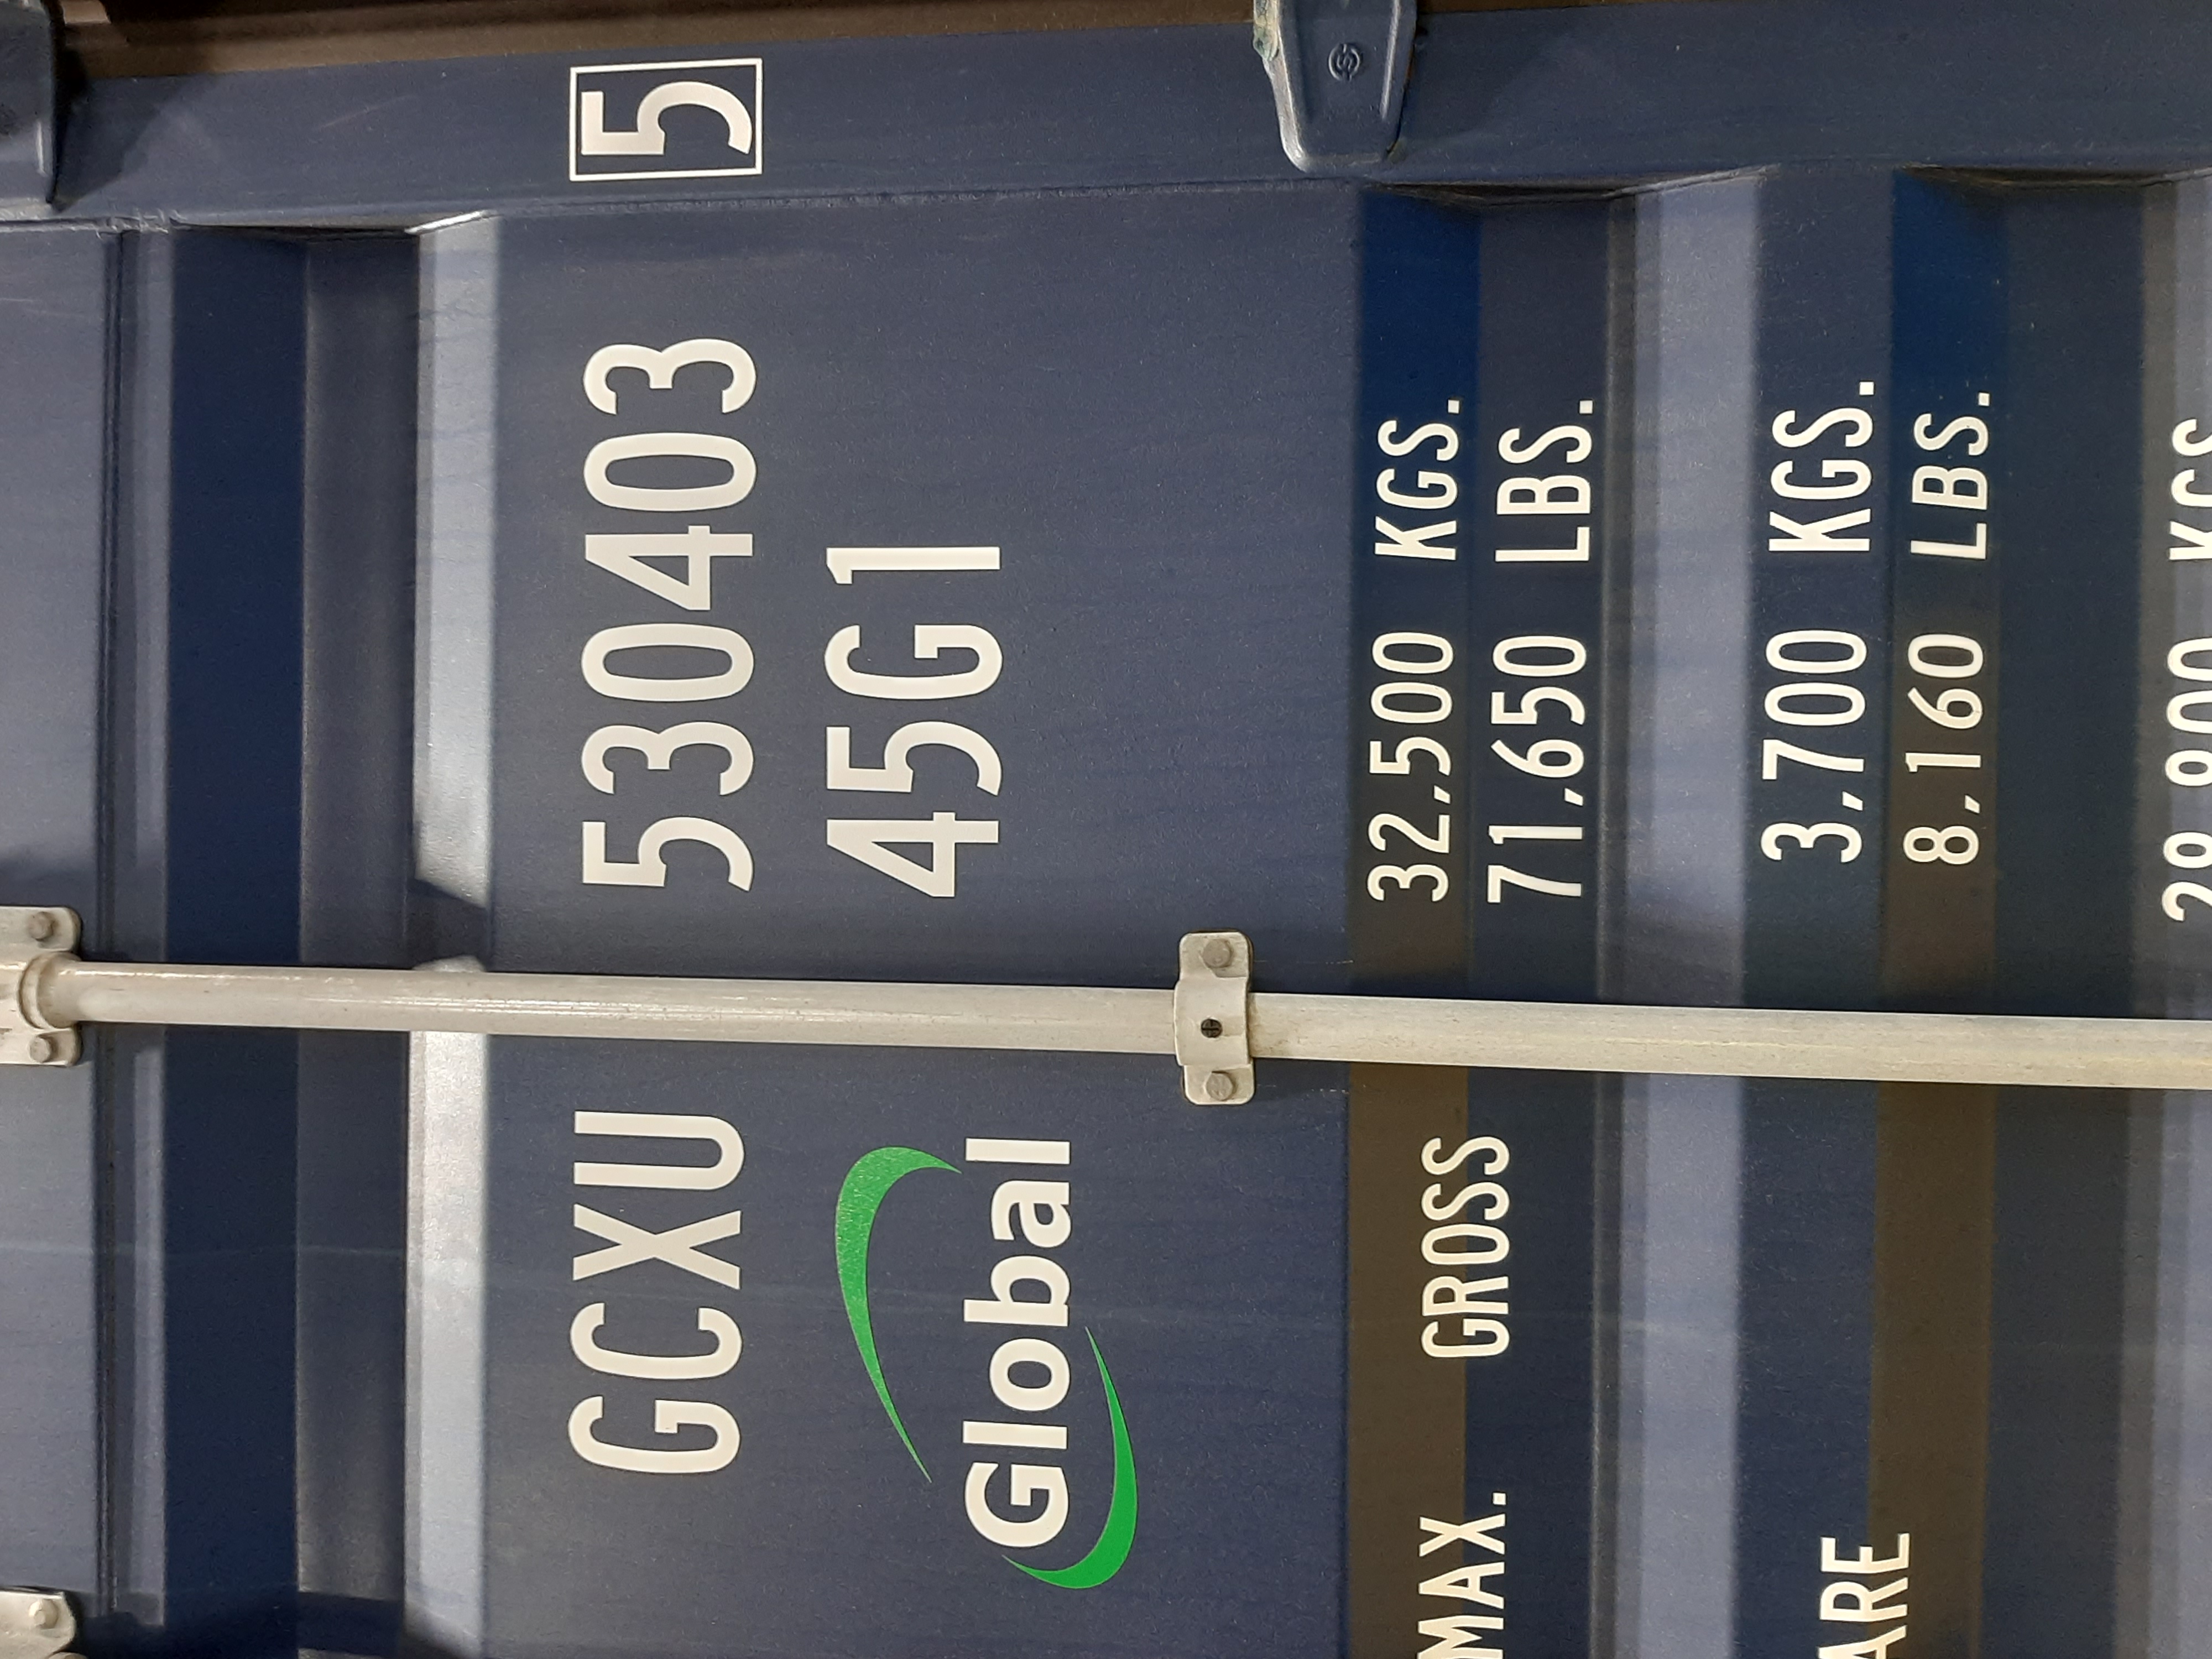 GCXU 530403 5
45G1
Global
MAX. GROSS 32,500 KGS.
71,650 LBS.
ARE 3,700 KGS.
8,160 LBS.